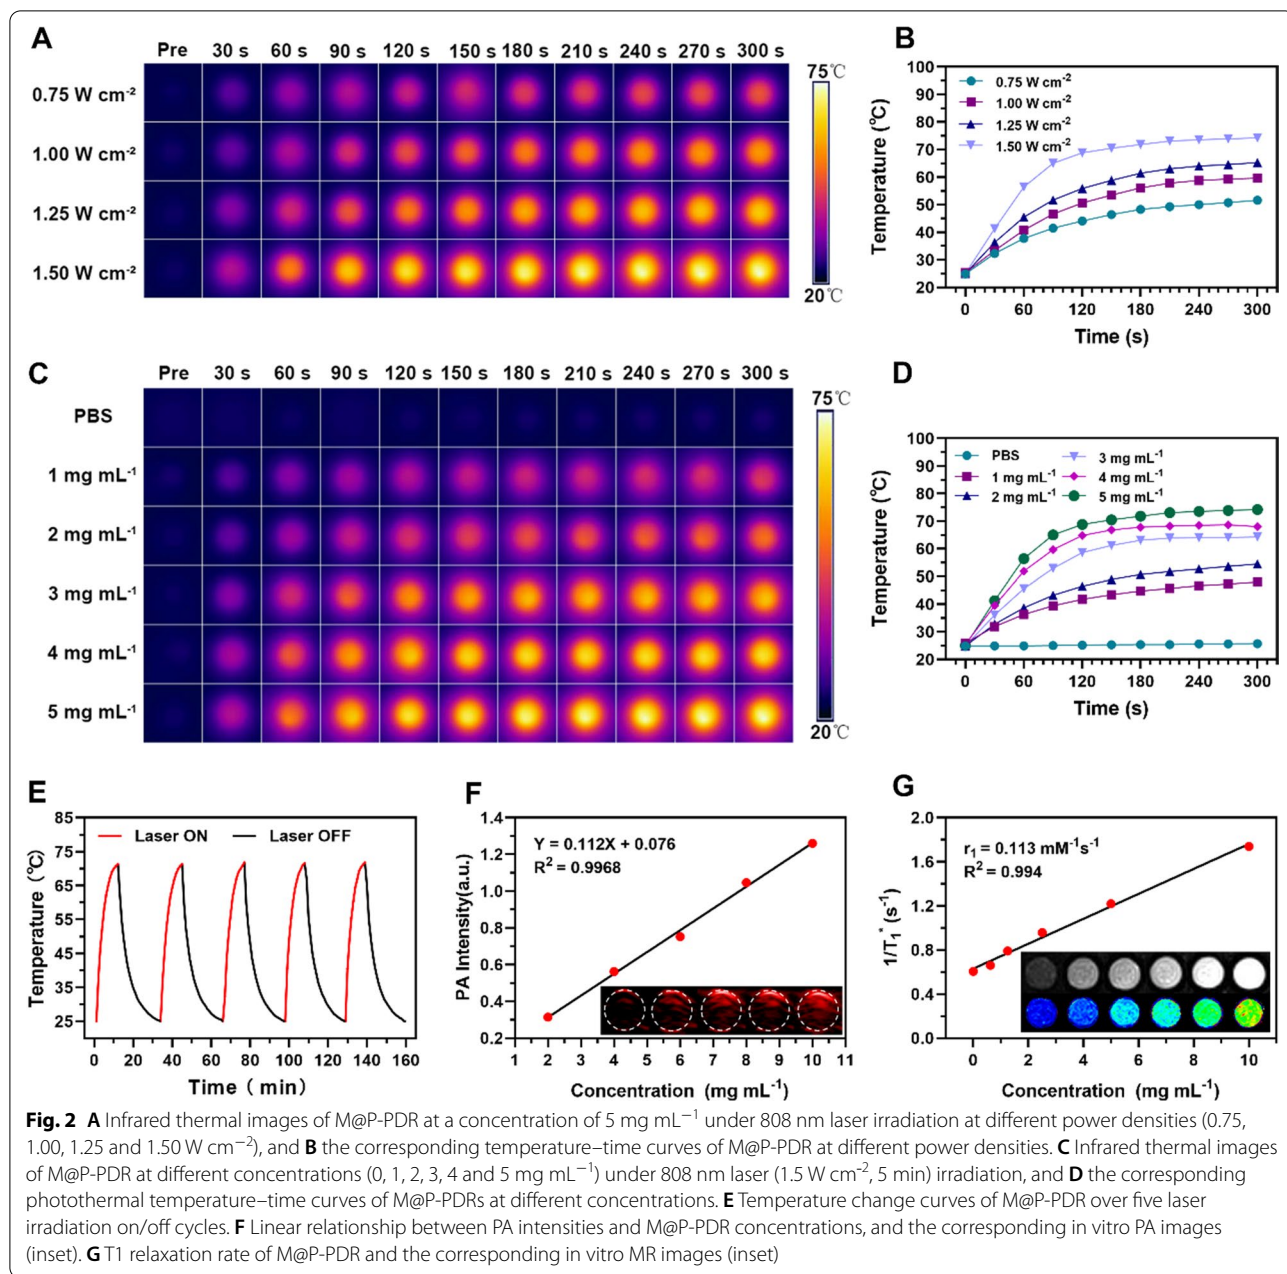 A
Pre 30 s 60 s 90 s 120 s 150 s 180 s 210 s 240 s 270 s 300 s
0.75 W cm⁻²
1.00 W cm⁻²
1.25 W cm⁻²
1.50 W cm⁻²
75℃
20℃
B
Temperature (℃)
100
90
80
70
60
50
40
30
20
0.75 W cm⁻²
1.00 W cm⁻²
1.25 W cm⁻²
1.50 W cm⁻²
0 60 120 180 240 300
Time (s)
C
Pre 30 s 60 s 90 s 120 s 150 s 180 s 210 s 240 s 270 s 300 s
PBS
1 mg mL⁻¹
2 mg mL⁻¹
3 mg mL⁻¹
4 mg mL⁻¹
5 mg mL⁻¹
75℃
20℃
D
Temperature (℃)
100
90
80
70
60
50
40
30
20
PBS 3 mg mL⁻¹
1 mg mL⁻¹ 4 mg mL⁻¹
2 mg mL⁻¹ 5 mg mL⁻¹
0 60 120 180 240 300
Time (s)
E
Temperature (℃)
85
75
65
55
45
35
25
Laser ON Laser OFF
0 20 40 60 80 100 120 140 160
Time ( min)
F
PA Intensity(a.u.)
1.4
1.2
1.0
0.8
0.6
0.4
0.2
Y = 0.112X + 0.076
R² = 0.9968
1 2 3 4 5 6 7 8 9 10 11
Concentration (mg mL⁻¹)
G
1/T₁* (s⁻¹)
2.0
1.6
1.2
0.8
0.4
0.0
r₁ = 0.113 mM⁻¹s⁻¹
R² = 0.994
0 2 4 6 8 10
Concentration (mg mL⁻¹)
Fig. 2 A Infrared thermal images of M@P-PDR at a concentration of 5 mg mL⁻¹ under 808 nm laser irradiation at different power densities (0.75,
1.00, 1.25 and 1.50 W cm⁻²), and B the corresponding temperature–time curves of M@P-PDR at different power densities. C Infrared thermal images
of M@P-PDR at different concentrations (0, 1, 2, 3, 4 and 5 mg mL⁻¹) under 808 nm laser (1.5 W cm⁻², 5 min) irradiation, and D the corresponding
photothermal temperature–time curves of M@P-PDRs at different concentrations. E Temperature change curves of M@P-PDR over five laser
irradiation on/off cycles. F Linear relationship between PA intensities and M@P-PDR concentrations, and the corresponding in vitro PA images
(inset). G T1 relaxation rate of M@P-PDR and the corresponding in vitro MR images (inset)